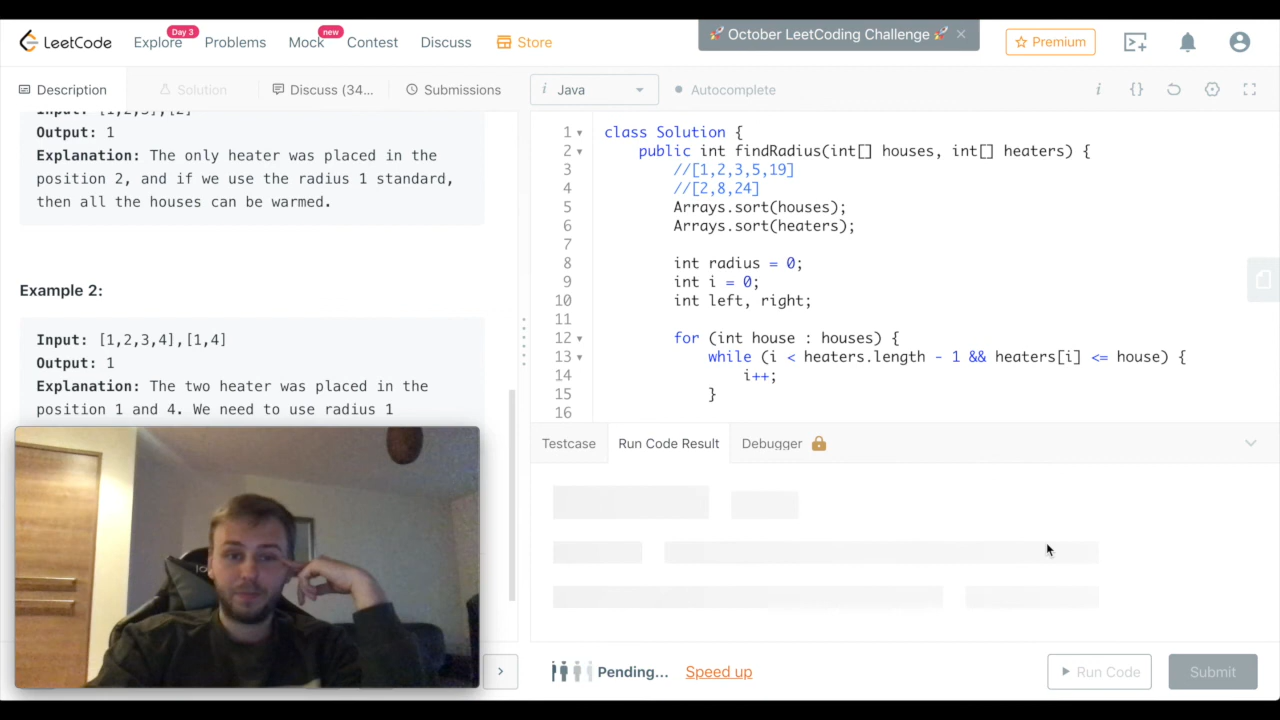 LeetCode
Explore
Day 3
Problems
Mock
new
Contest
Discuss
Store
🚀 October LeetCoding Challenge 🚀 ×
Premium
Description
Solution
Discuss (34...
Submissions
i Java
Autocomplete
Input: [1,2,3],[2]
Output: 1
Explanation: The only heater was placed in the
position 2, and if we use the radius 1 standard,
then all the houses can be warmed.
Example 2:
Input: [1,2,3,4],[1,4]
Output: 1
Explanation: The two heater was placed in the
position 1 and 4. We need to use radius 1
1 class Solution {
2 public int findRadius(int[] houses, int[] heaters) {
3 //[1,2,3,5,19]
4 //[2,8,24]
5 Arrays.sort(houses);
6 Arrays.sort(heaters);
7
8 int radius = 0;
9 int i = 0;
10 int left, right;
11
12 for (int house : houses) {
13 while (i < heaters.length - 1 && heaters[i] <= house) {
14 i++;
15 }
16
Testcase
Run Code Result
Debugger
Pending...
Speed up
Run Code
Submit